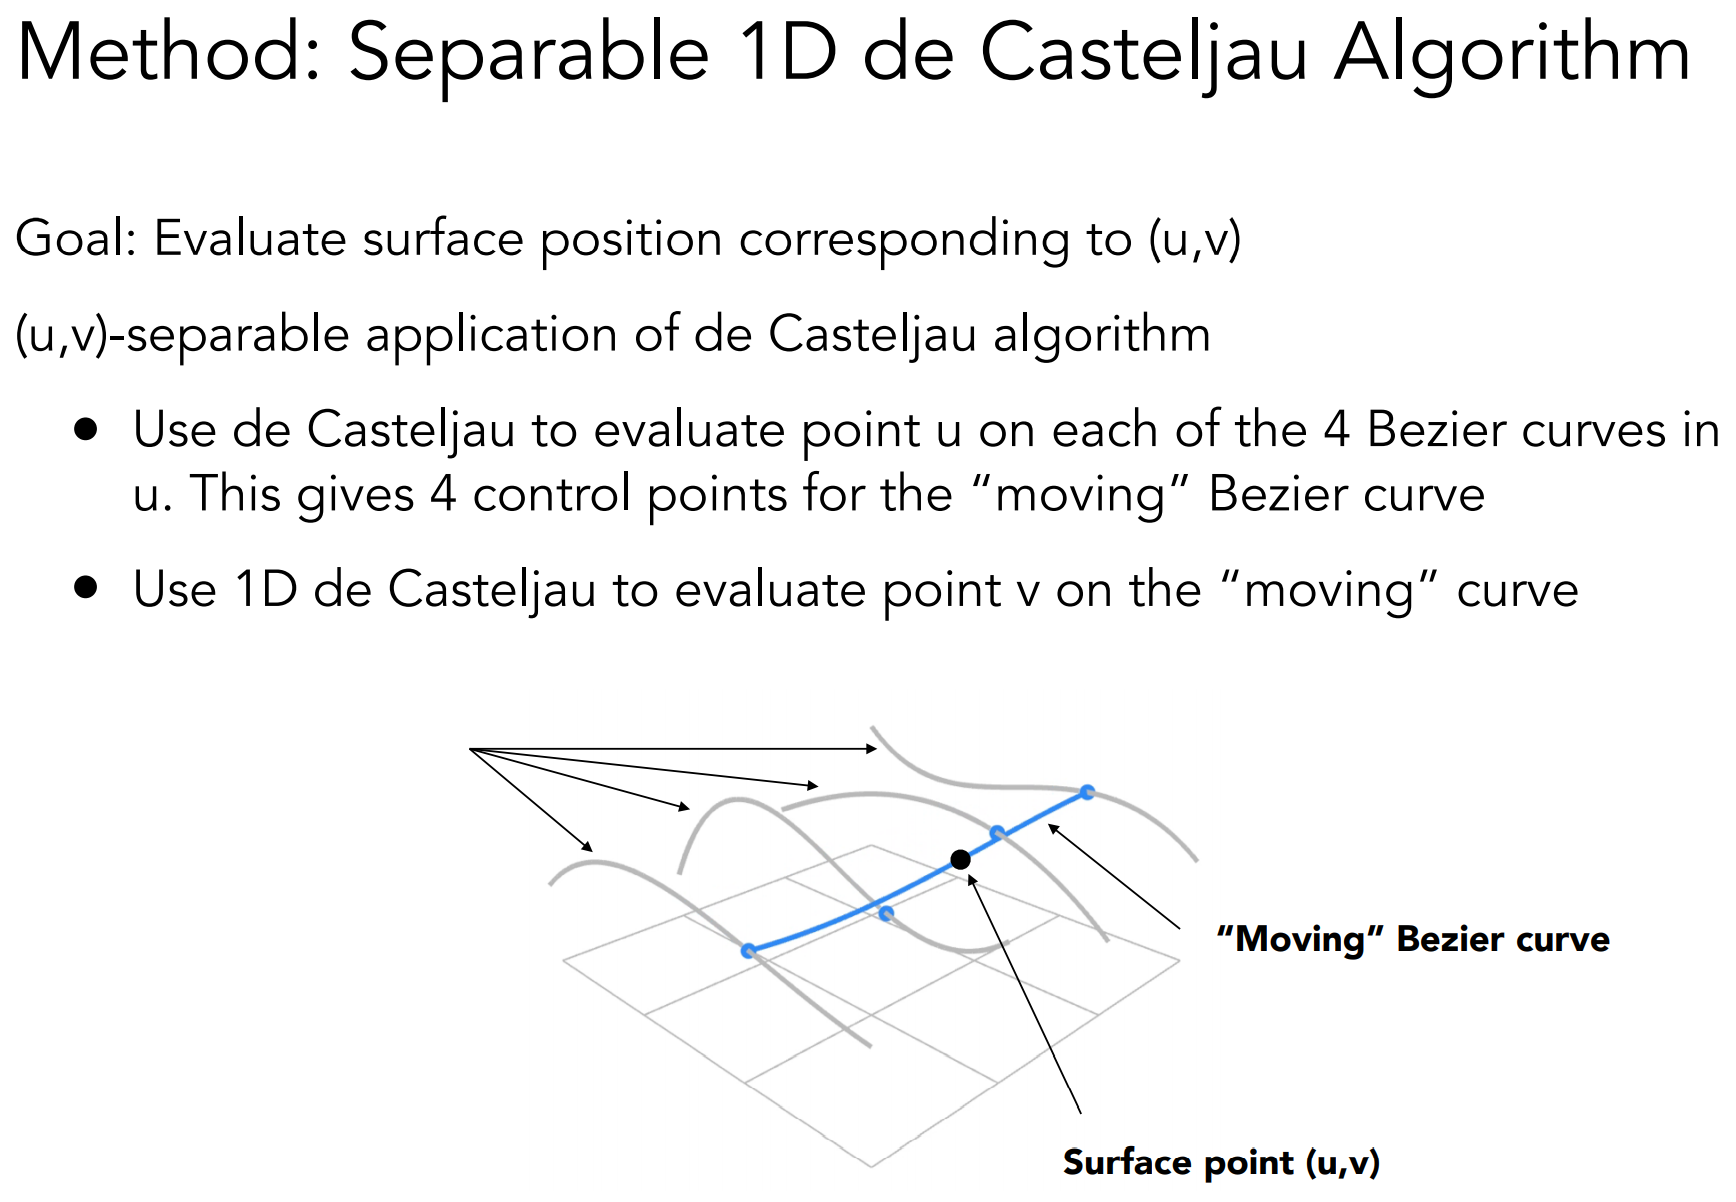 Method: Separable 1D de Casteljau Algorithm
Goal: Evaluate surface position corresponding to (u,v)
(u,v)-separable application of de Casteljau algorithm
● Use de Casteljau to evaluate point u on each of the 4 Bezier curves in
u. This gives 4 control points for the “moving” Bezier curve
● Use 1D de Casteljau to evaluate point v on the “moving” curve
“Moving” Bezier curve
Surface point (u,v)